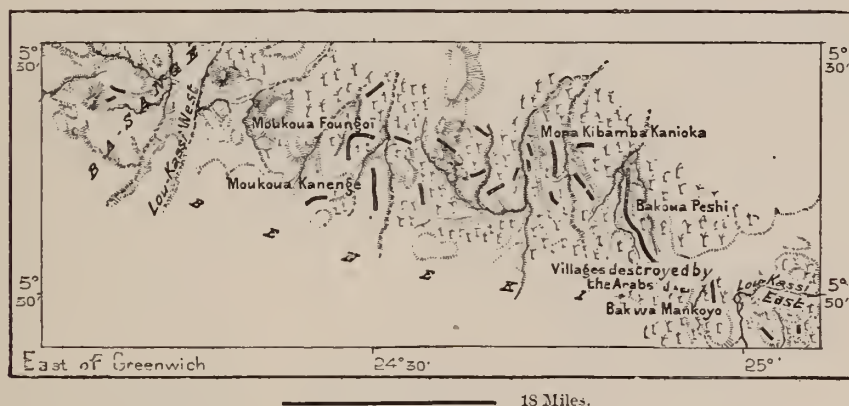 5° 5°
30' 30'
BA-SANGE
Lou-Kassi West
Moukoua Foungoï
Mona Kibamba Kanioka
Moukoua Kanenge
Bakoua Peshi
BENEKI
Villages destroyed by
the Arabs
5° 5°
50' 50'
Lou-Kassi
East
Bakwa Mankoyo
East of Greenwich
24°30'
25°
18 Miles.